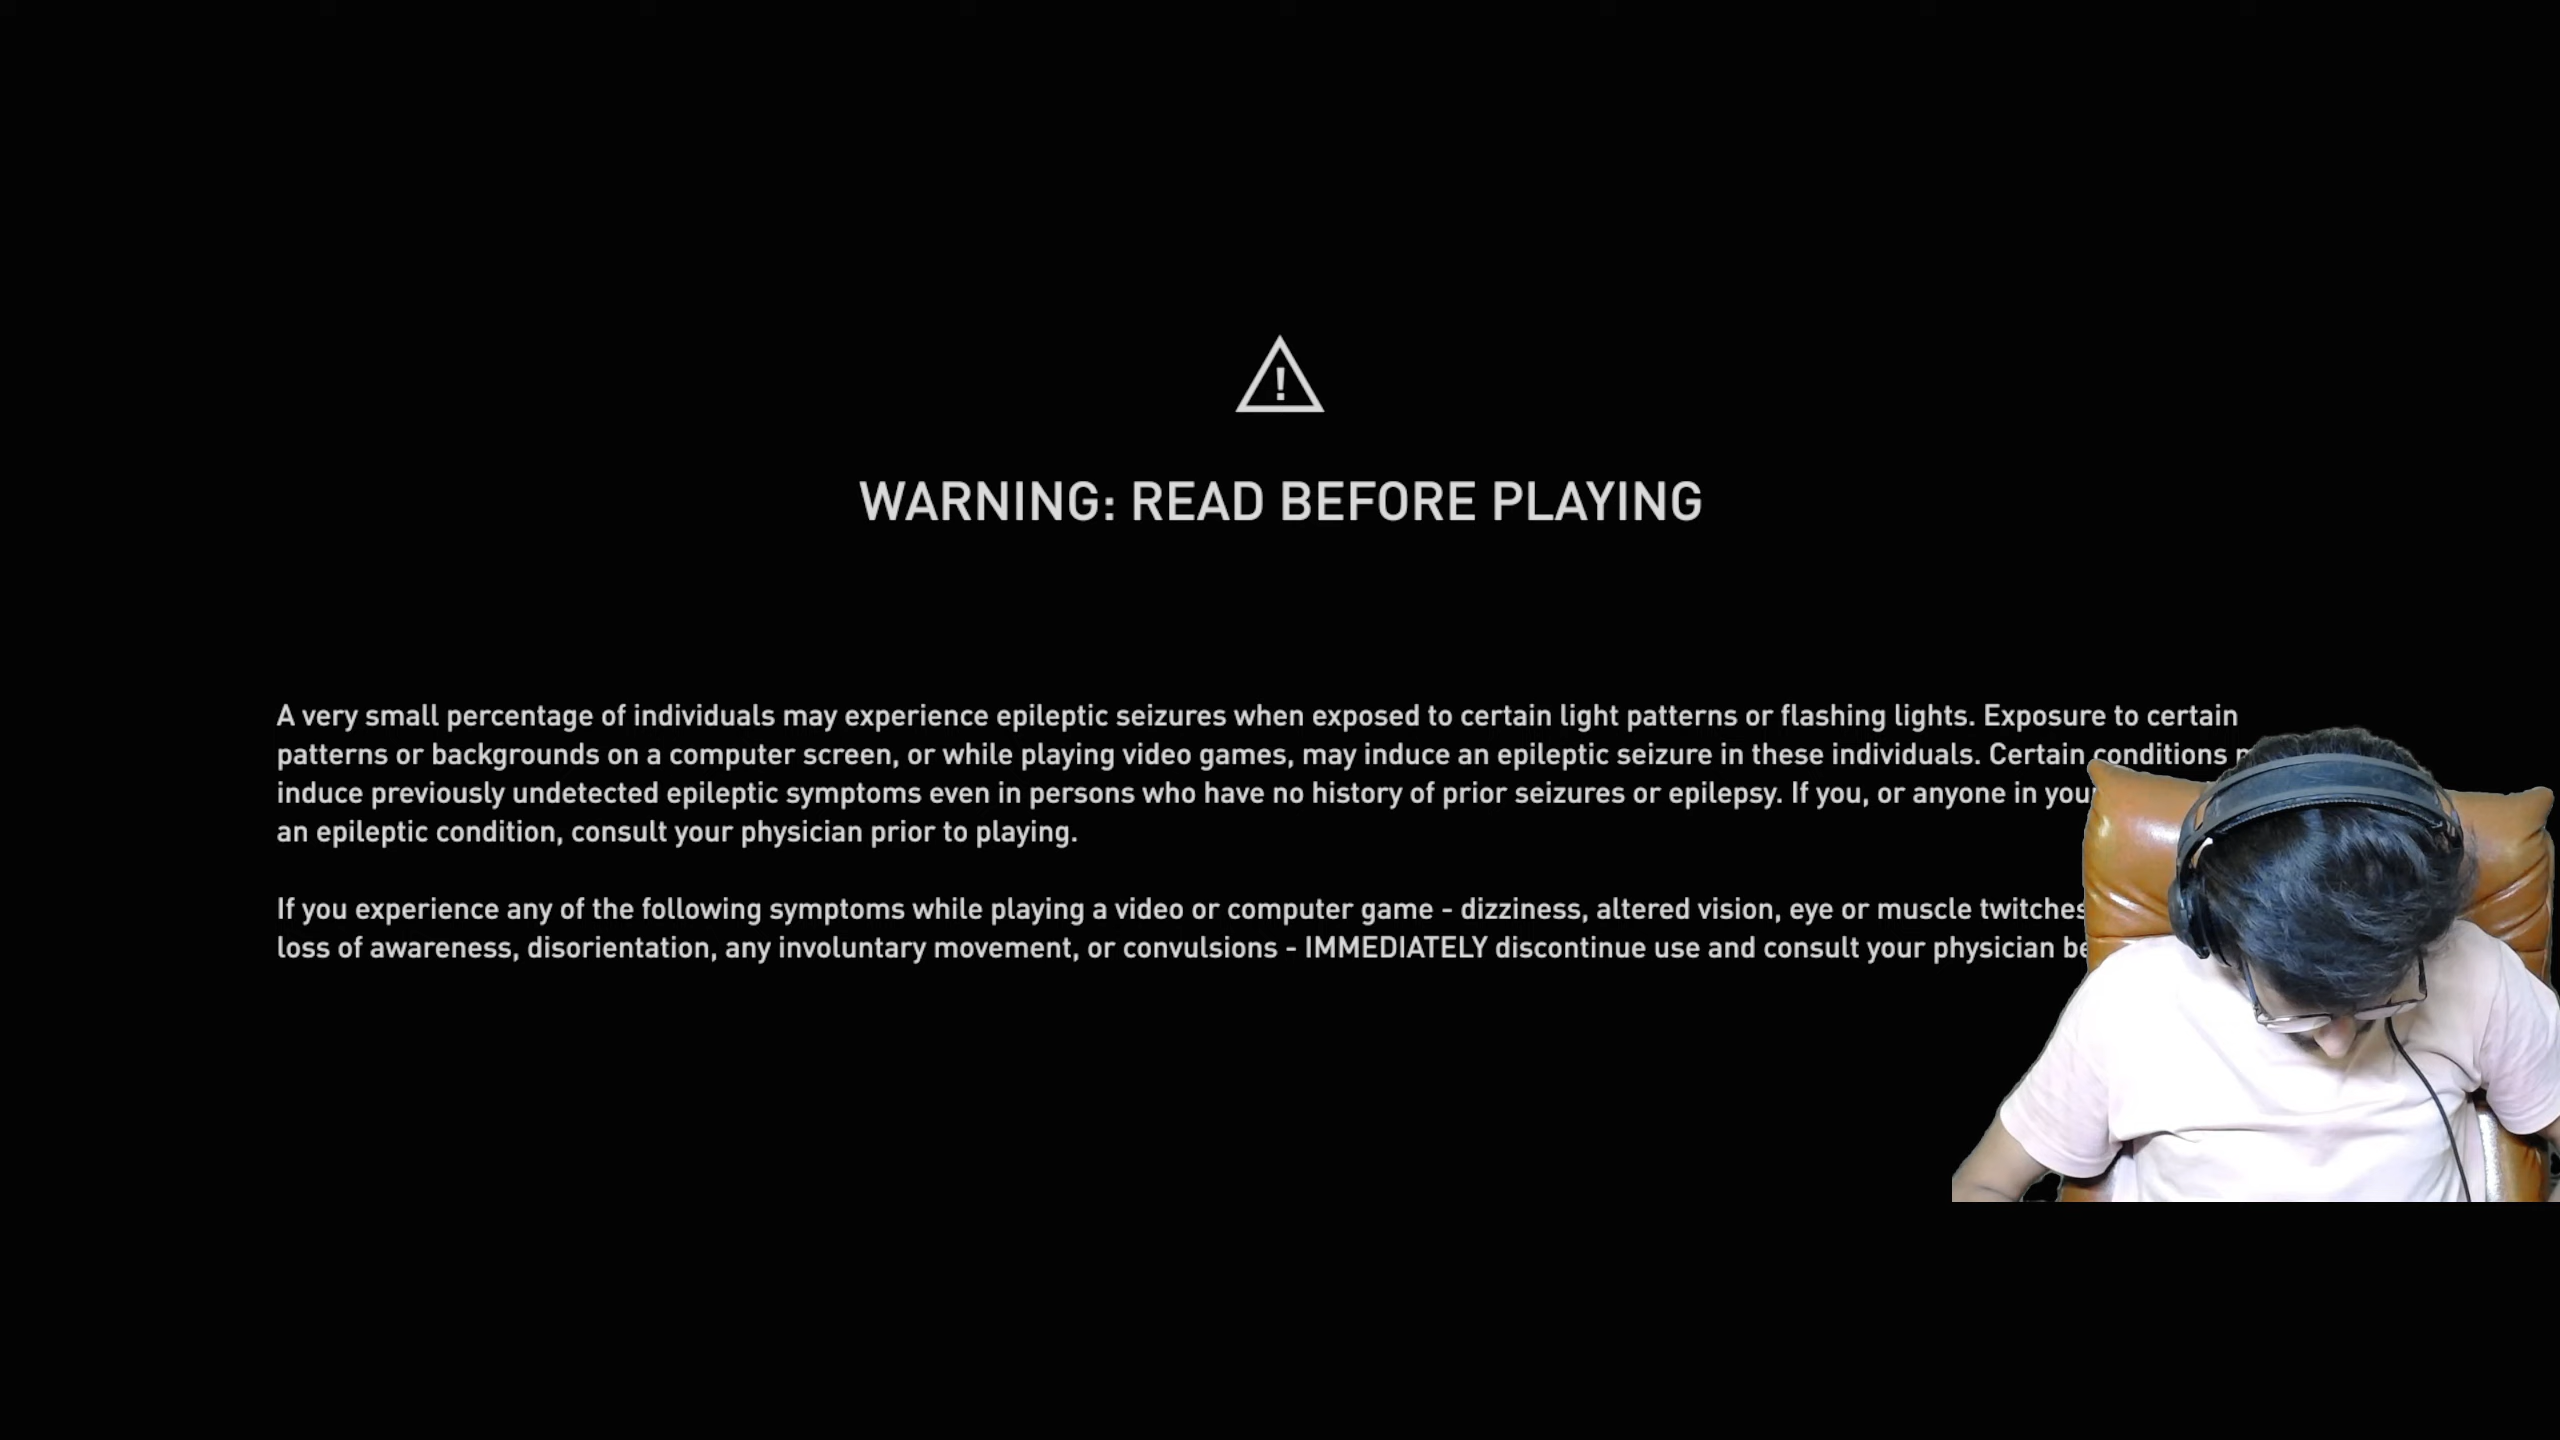 WARNING: READ BEFORE PLAYING
A very small percentage of individuals may experience epileptic seizures when exposed to certain light patterns or flashing lights. Exposure to certain
patterns or backgrounds on a computer screen, or while playing video games, may induce an epileptic seizure in these individuals. Certain conditions
induce previously undetected epileptic symptoms even in persons who have no history of prior seizures or epilepsy. If you, or anyone in your
an epileptic condition, consult your physician prior to playing.
If you experience any of the following symptoms while playing a video or computer game - dizziness, altered vision, eye or muscle twitches
loss of awareness, disorientation, any involuntary movement, or convulsions - IMMEDIATELY discontinue use and consult your physician